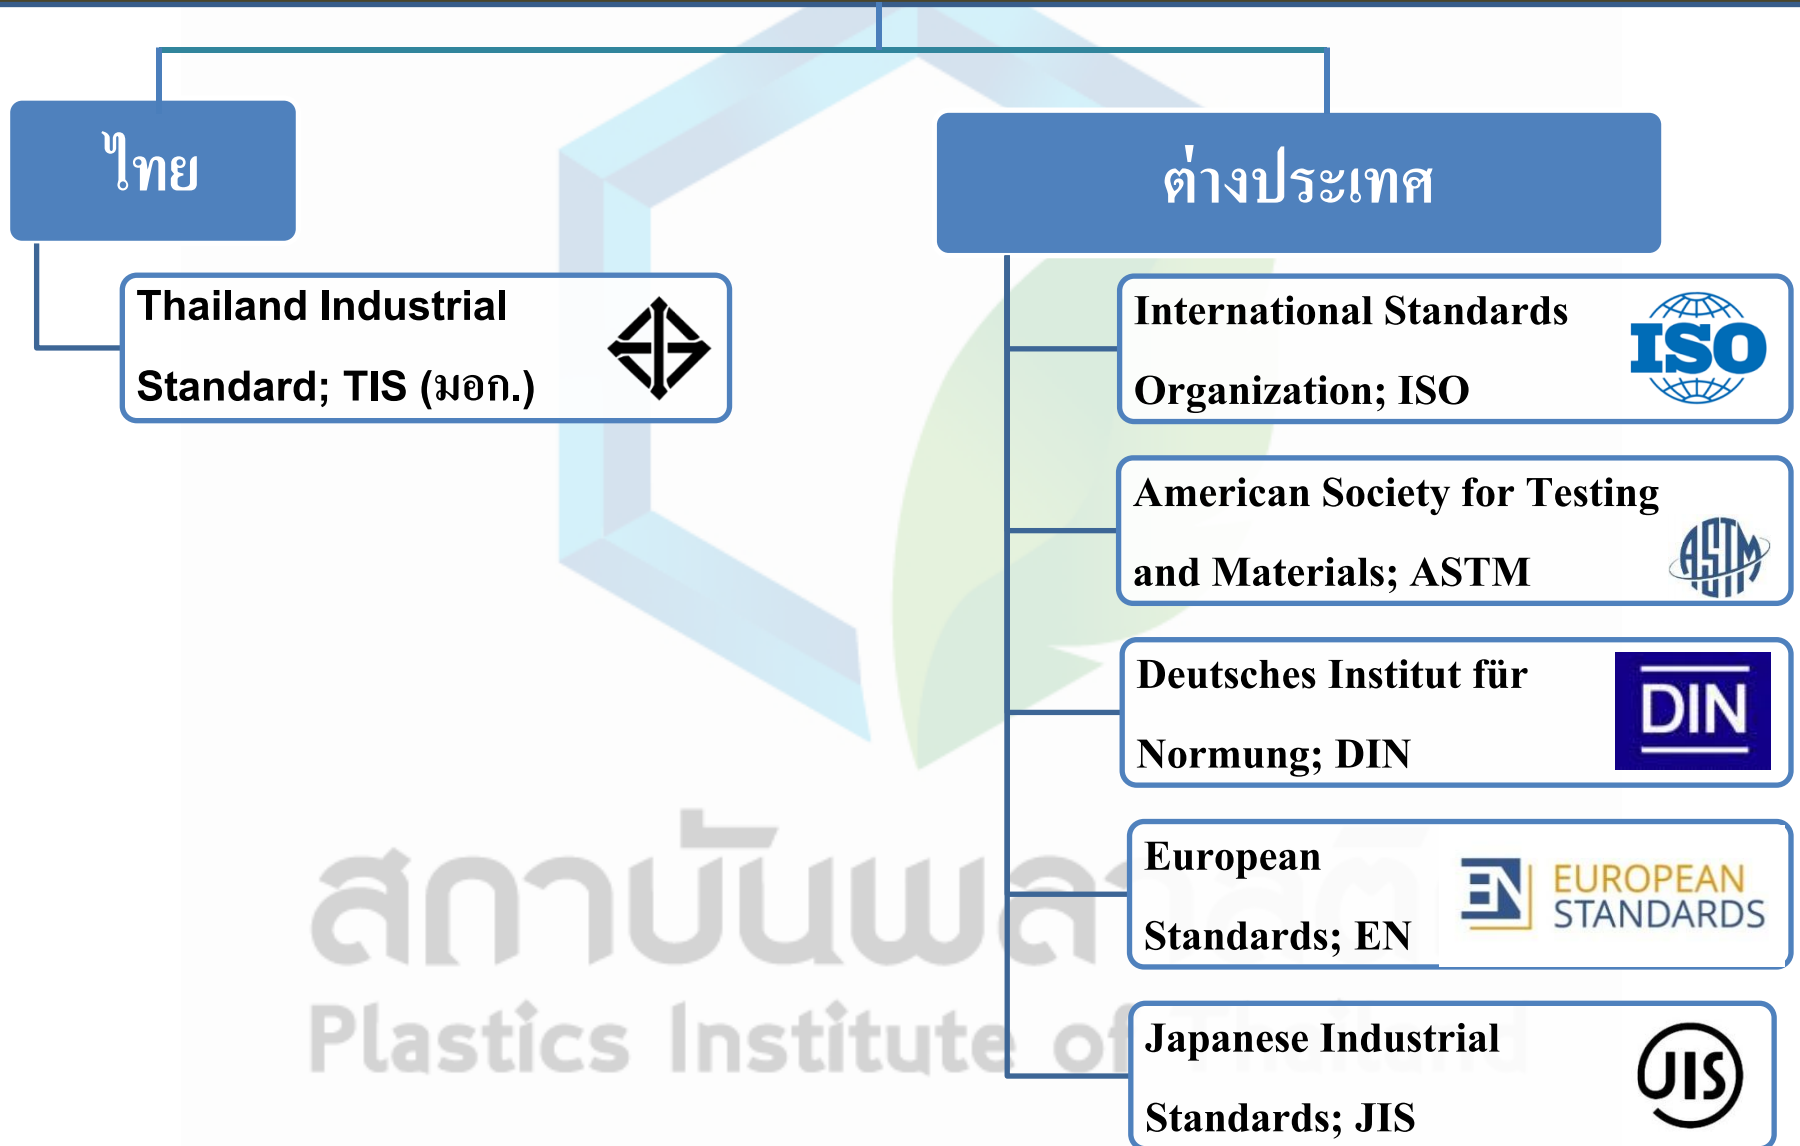 ไทย
ต่างประเทศ
Thailand Industrial
Standard; TIS (มอก.)
International Standards
Organization; ISO
ISO
American Society for Testing
and Materials; ASTM
ASTM
Deutsches Institut für
Normung; DIN
DIN
European
Standards; EN
EN EUROPEAN
STANDARDS
Japanese Industrial
Standards; JIS
JIS
สถาบันพลาสติ
Plastics Institute of Thailand